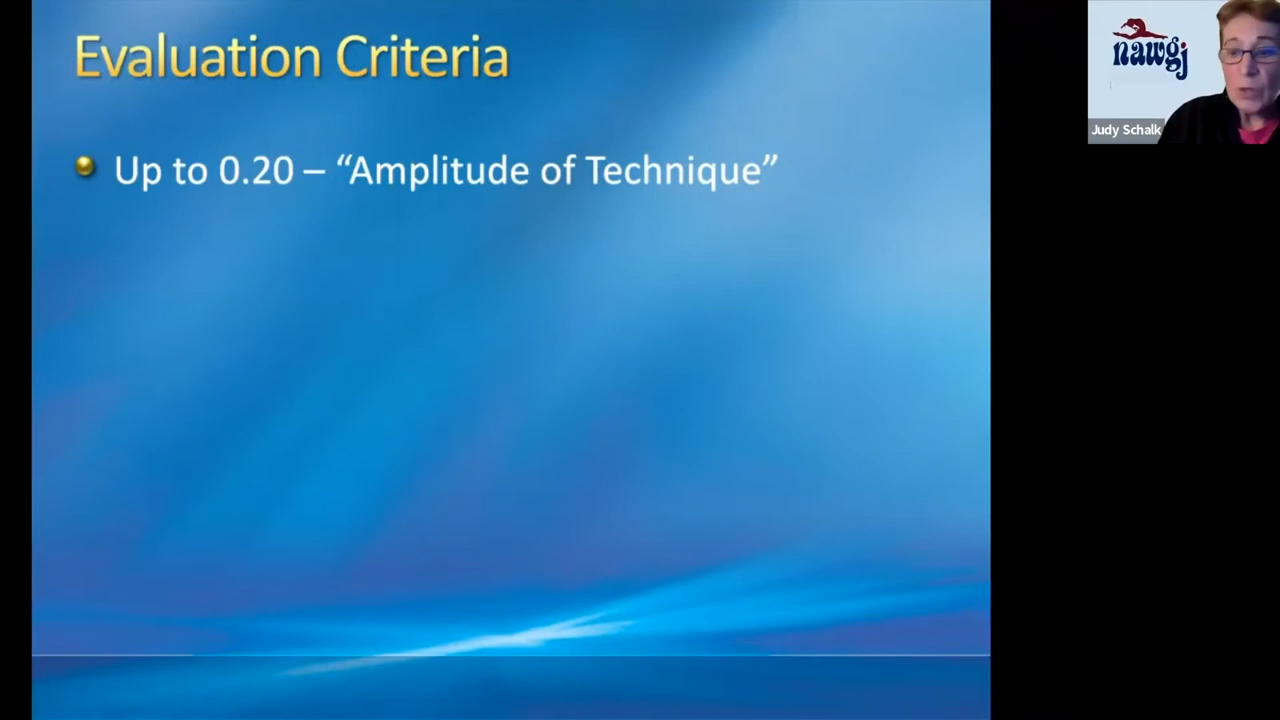 Evaluation Criteria
Up to 0.20 – “Amplitude of Technique”
nawgj
Judy Schalk